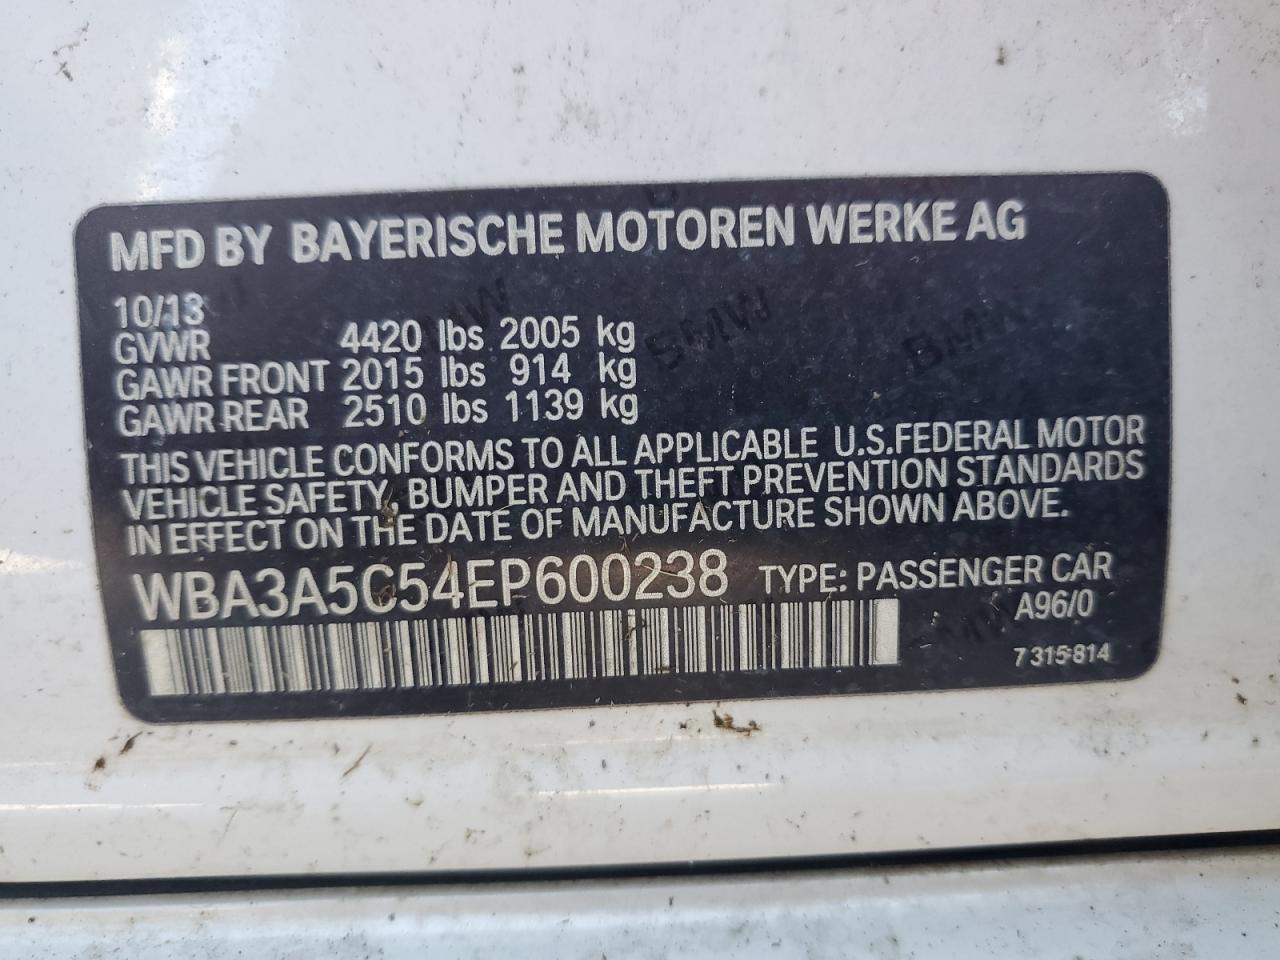 MFD BY BAYERISCHE MOTOREN WERKE AG
10/13
GVWR 4420 lbs 2005 kg
GAWR FRONT 2015 lbs 914 kg
GAWR REAR 2510 lbs 1139 kg
THIS VEHICLE CONFORMS TO ALL APPLICABLE U.S.FEDERAL MOTOR
VEHICLE SAFETY, BUMPER AND THEFT PREVENTION STANDARDS
IN EFFECT ON THE DATE OF MANUFACTURE SHOWN ABOVE.
WBA3A5C54EP600238 TYPE: PASSENGER CAR
A96/0
7 315 814
BMW
BMW